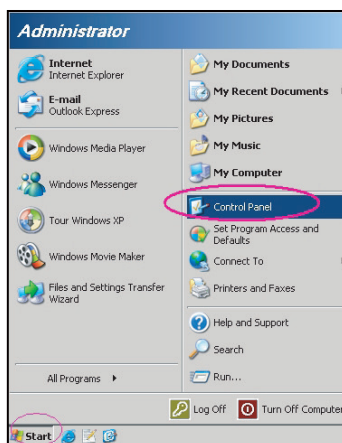 Administrator
Internet
Internet Explorer
E-mail
Outlook Express
Windows Media Player
Windows Messenger
Tour Windows XP
Windows Movie Maker
Files and Settings Transfer
Wizard
All Programs
My Documents
My Recent Documents
My Pictures
My Music
My Computer
Control Panel
Set Program Access and
Defaults
Connect To
Printers and Faxes
Help and Support
Search
Run...
Log Off
Turn Off Computer
Start